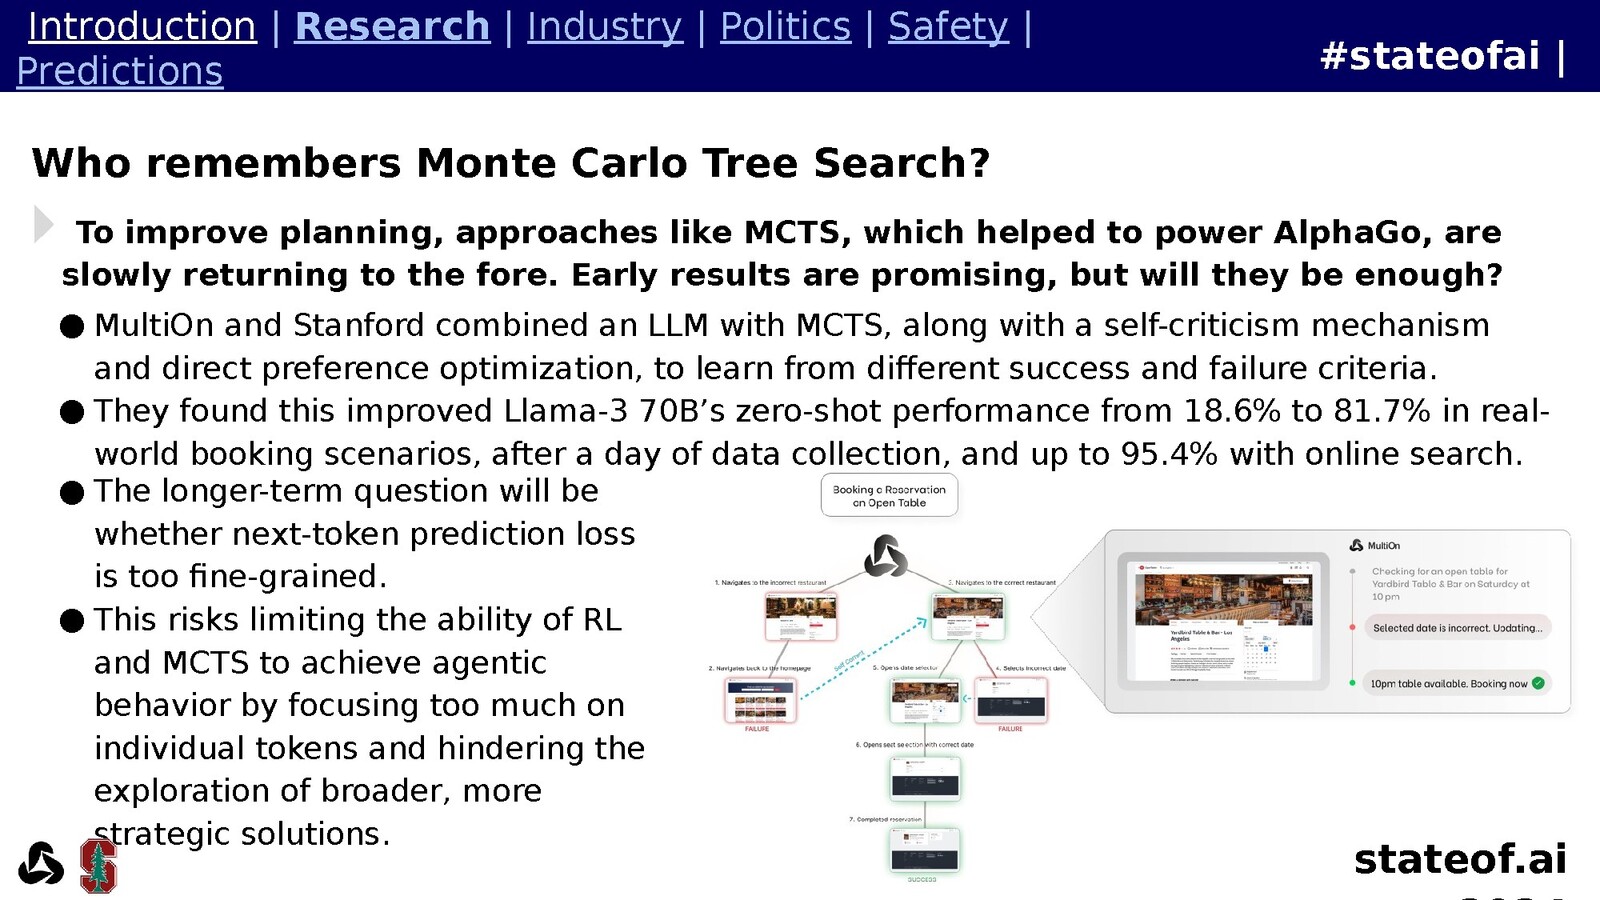 Introduction | Research | Industry | Politics | Safety |
Predictions
#stateofai |
Who remembers Monte Carlo Tree Search?
To improve planning, approaches like MCTS, which helped to power AlphaGo, are
slowly returning to the fore. Early results are promising, but will they be enough?
● MultiOn and Stanford combined an LLM with MCTS, along with a self-criticism mechanism
and direct preference optimization, to learn from different success and failure criteria.
● They found this improved Llama-3 70B’s zero-shot performance from 18.6% to 81.7% in real-
world booking scenarios, after a day of data collection, and up to 95.4% with online search.
● The longer-term question will be
whether next-token prediction loss
is too fine-grained.
● This risks limiting the ability of RL
and MCTS to achieve agentic
behavior by focusing too much on
individual tokens and hindering the
exploration of broader, more
strategic solutions.
Booking a Reservation
on Open Table
1. Navigates to the incorrect restaurant
3. Navigates to the correct restaurant
2. Navigates back to the homepage
Self Correct
5. Opens date selector
4. Selects incorrect date
FAILURE
FAILURE
6. Opens seat selection with correct date
7. Completed reservation
SUCCESS
Yardbird Table & Bar - Los
Angeles
MultiOn
Checking for an open table for
Yardbird Table & Bar on Saturday at
10 pm
Selected date is incorrect. Updating...
10pm table available. Booking now
stateof.ai